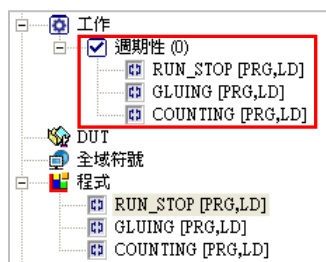 工作
週期性 (0)
RUN_STOP [PRG,LD]
GLUING [PRG,LD]
COUNTING [PRG,LD]
DUT
全域符號
程式
RUN_STOP [PRG,LD]
GLUING [PRG,LD]
COUNTING [PRG,LD]